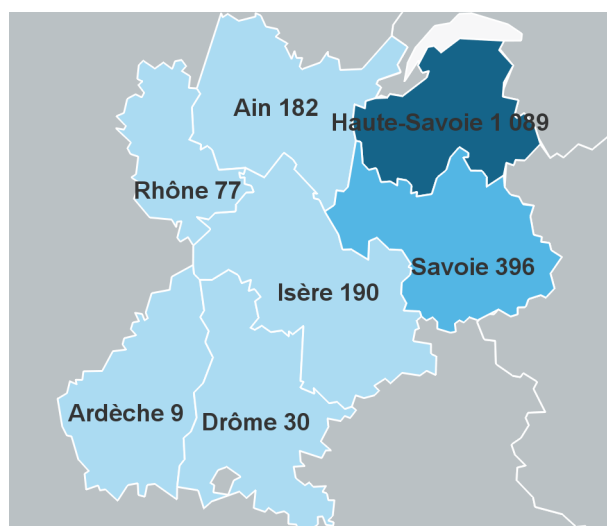 Ain 182
Haute-Savoie 1 089
Rhône 77
Savoie 396
Isère 190
Ardèche 9
Drôme 30